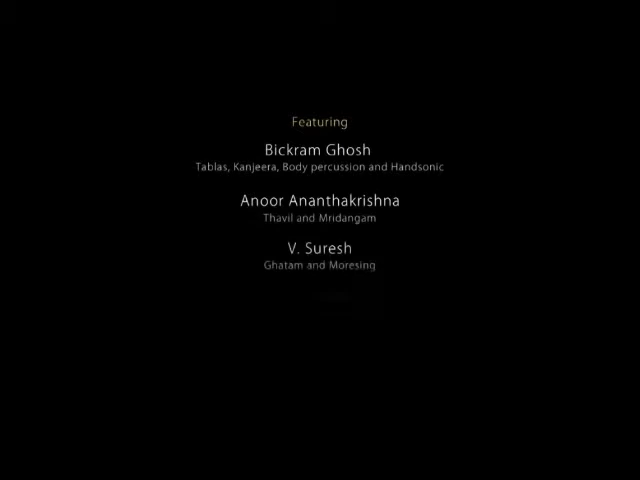 Featuring
Bickram Ghosh
Tablas, Kanjeera, Body percussion and Handsonic
Anoor Ananthakrishna
Thavil and Mridangam
V. Suresh
Ghatam and Moresing